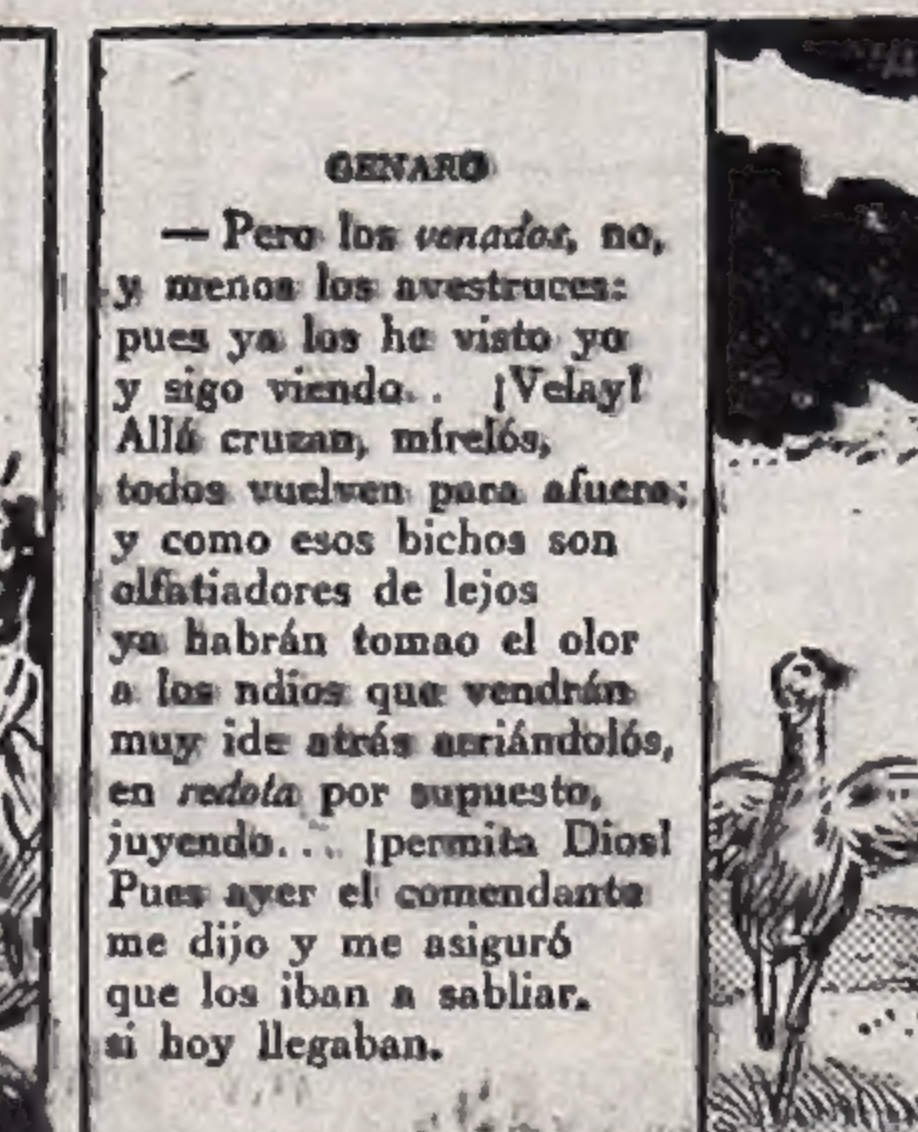 GENARO
— Pero los venados, no,
y menos los avestruces:
pues ya los he visto yo
y sigo viendo.. ¡Velay!
Allá cruzan, mírelós,
todos vuelven para afuera;
y como esos bichos son
olfatiadores de lejos
ya habrán tomao el olor
a los ndios que vendrán
muy ide atrás arriándolós,
en redota por supuesto,
juyendo... ¡permita Dios!
Pues ayer el comendante
me dijo y me asiguró
que los iban a sabliar.
si hoy llegaban.